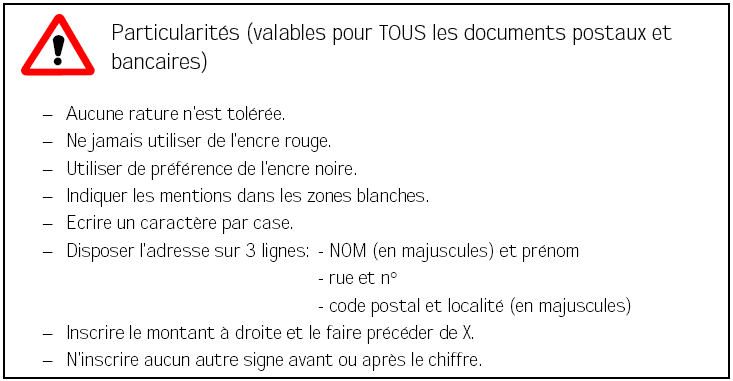 Particularités (valables pour TOUS les documents postaux et
bancaires)
– Aucune rature n'est tolérée.
– Ne jamais utiliser de l'encre rouge.
– Utiliser de préférence de l'encre noire.
– Indiquer les mentions dans les zones blanches.
– Ecrire un caractère par case.
– Disposer l'adresse sur 3 lignes: - NOM (en majuscules) et prénom
- rue et n°
- code postal et localité (en majuscules)
– Inscrire le montant à droite et le faire précéder de X.
– N'inscrire aucun autre signe avant ou après le chiffre.